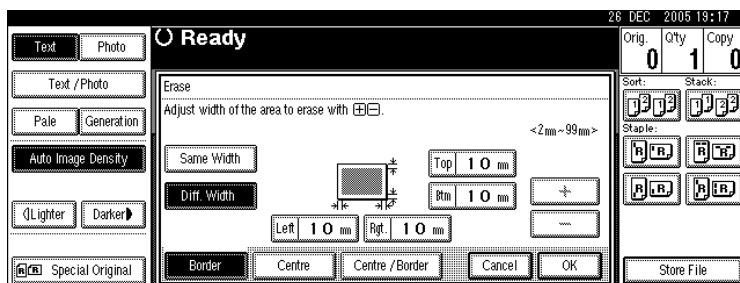 26 DEC 2005 19:17
Text Photo
Ready
Orig. Q'ty Copy
0 1 0
Text / Photo
Erase
Sort: Stack:
Adjust width of the area to erase with ⊞⊟.
<2mm~99mm>
Pale Generation
Staple:
Auto Image Density
Same Width
Top 10 mm
Diff. Width
Btm 10 mm
+
Lighter Darker
Left 10 mm Rgt. 10 mm
−
Special Original
Border Centre Centre / Border Cancel OK
Store File